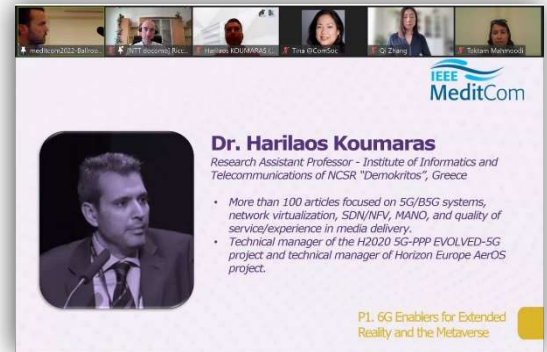 meditcom2022-Ballroo...
[NTT docomo] Ricc...
Harilaos KOUMARAS (...
Tina @ComSoc
Qi Zhang
Toktam Mahmoodi
IEEE
MeditCom
Dr. Harilaos Koumaras
Research Assistant Professor - Institute of Informatics and
Telecommunications of NCSR "Demokritos", Greece
• More than 100 articles focused on 5G/B5G systems,
network virtualization, SDN/NFV, MANO, and quality of
service/experience in media delivery.
• Technical manager of the H2020 5G-PPP EVOLVED-5G
project and technical manager of Horizon Europe AerOS
project.
P1. 6G Enablers for Extended
Reality and the Metaverse